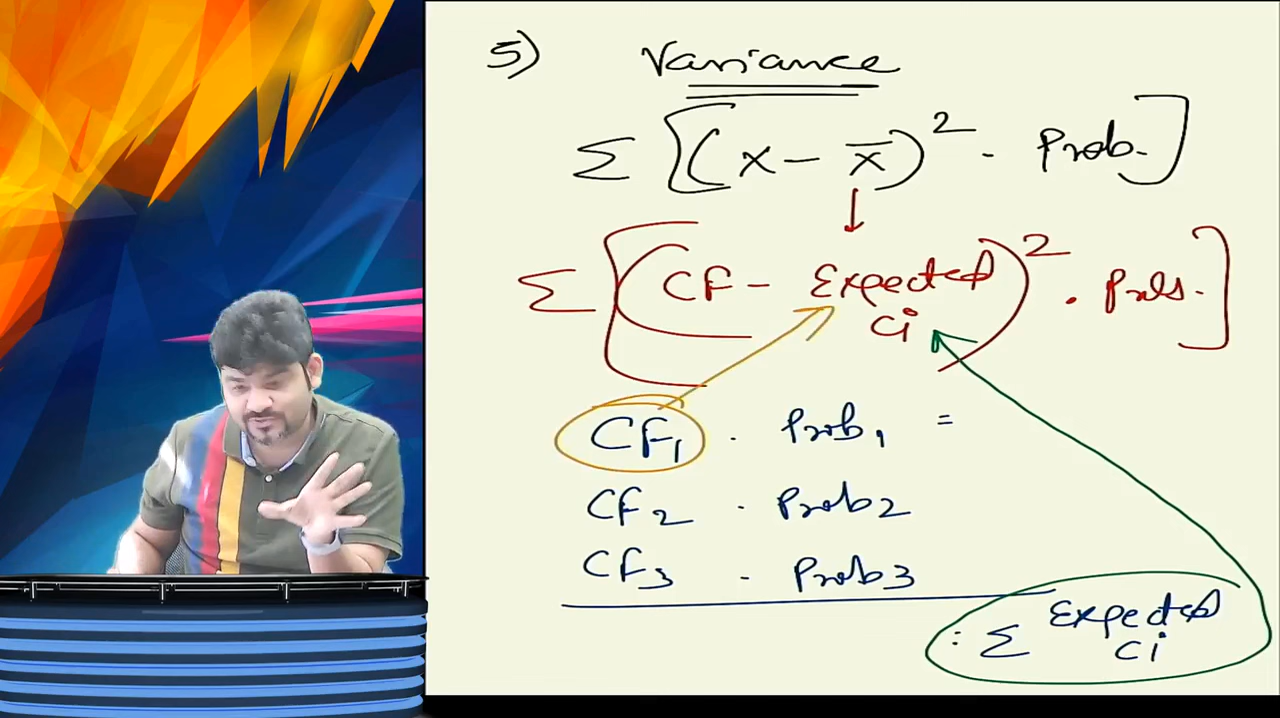 5) Variance
Σ [(x - x̄)² . Prob.]
Σ [(CF - Expected Ci)² . Prob.]
CF₁ . Prob₁ =
CF₂ . Prob₂
CF₃ . Prob₃
: Σ Expected Ci